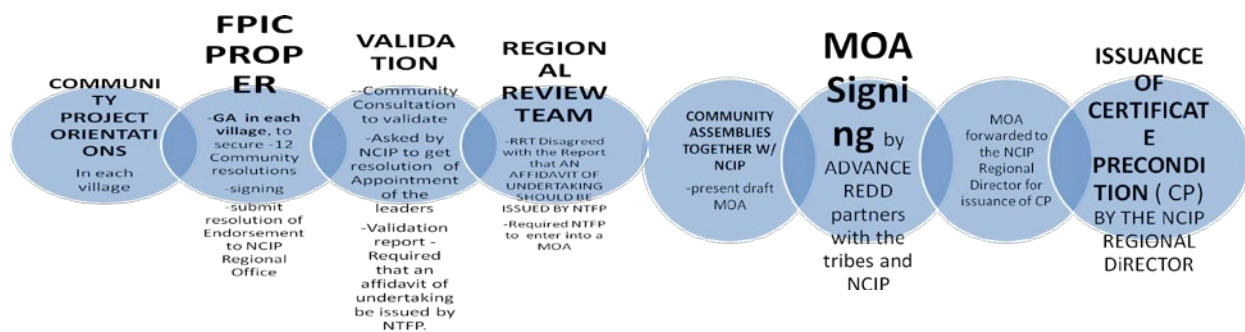 COMMUNI
TY
PROJECT
ORIENTATI
ONS
In each
village
FPIC
PROP
ER
-GA in each
village, to
secure -12
Community
resolutions
-signing
-submit
resolution of
Endorsement
to NCIP
Regional
Office
VALIDA
TION
--Community
Consultation
to validate
-Asked by
NCIP to get
resolution of
Appointment
of the
leaders
-Validation
report -
Required
that an
affidavit of
undertaking
be issued by
NTFP.
REGION
AL
REVIEW
TEAM
-RRT Disagreed
with the Report
that AN
AFFIDAVIT OF
UNDERTAKING
SHOULD BE
ISSUED BY NTFP
-Required NTFP
to enter into a
MOA
COMMUNITY
ASSEMBLIES
TOGETHER W/
NCIP
-present draft
MOA
MOA
Signi
ng by
ADVANCE
REDD
partners
with the
tribes and
NCIP
MOA
forwarded to
the NCIP
Regional
Director for
issuance of CP
ISSUANCE
OF
CERTIFICAT
E
PRECONDI
TION ( CP)
BY THE NCIP
REGIONAL
DiRECTOR